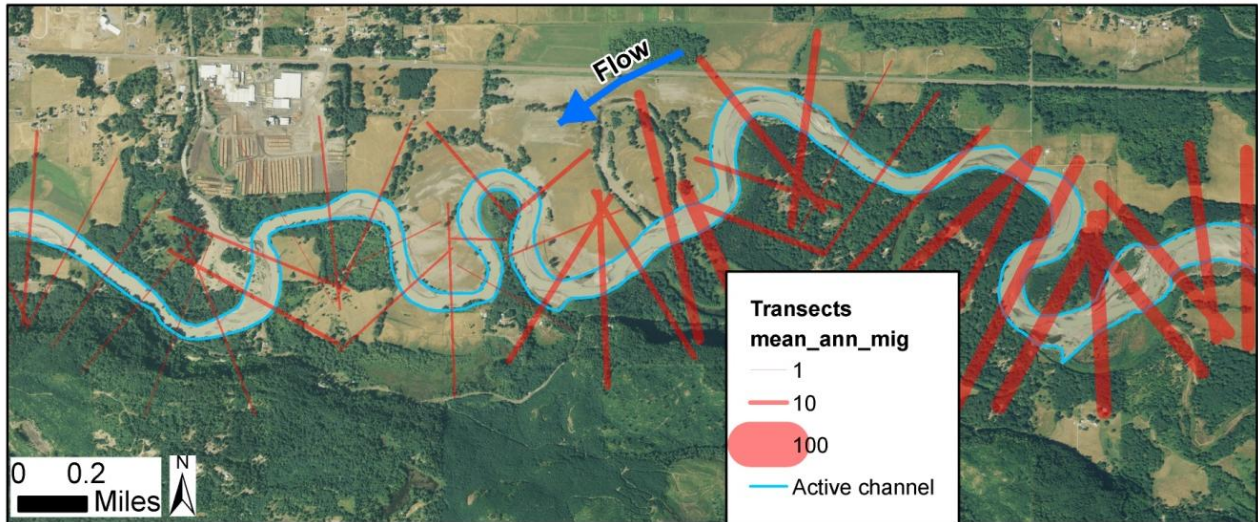 Flow
Transects
mean_ann_mig
1
10
100
Active channel
0 0.2
Miles
N